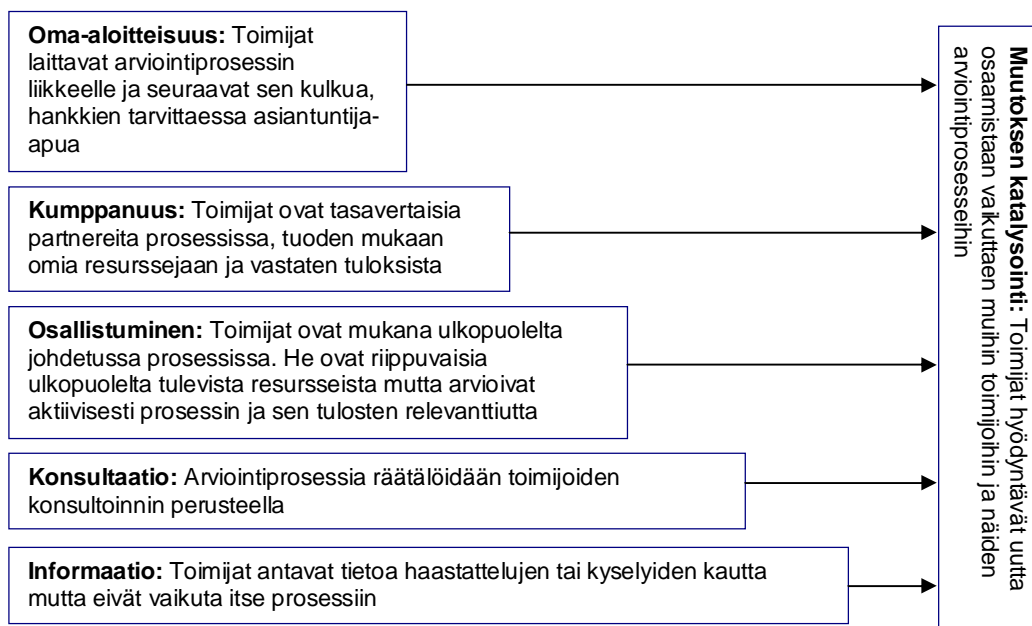 Oma-aloitteisuus: Toimijat
laittavat arviointiprosessin
liikkeelle ja seuraavat sen kulkua,
hankkien tarvittaessa asiantuntija-
apua
Kumppanuus: Toimijat ovat tasavertaisia
partnereita prosessissa, tuoden mukaan
omia resurssejaan ja vastaten tuloksista
Osallistuminen: Toimijat ovat mukana ulkopuolelta
johdetussa prosessissa. He ovat riippuvaisia
ulkopuolelta tulevista resursseista mutta arvioivat
aktiivisesti prosessin ja sen tulosten relevanttiutta
Konsultaatio: Arviointiprosessia räätälöidään toimijoiden
konsultoinnin perusteella
Informaatio: Toimijat antavat tietoa haastattelujen tai kyselyiden kautta
mutta eivät vaikuta itse prosessiin
Muutoksen katalysointi: Toimijat hyödyntävät uutta
osaamistaan vaikuttaen muihin toimijoihin ja näiden
arviointiprosesseihin